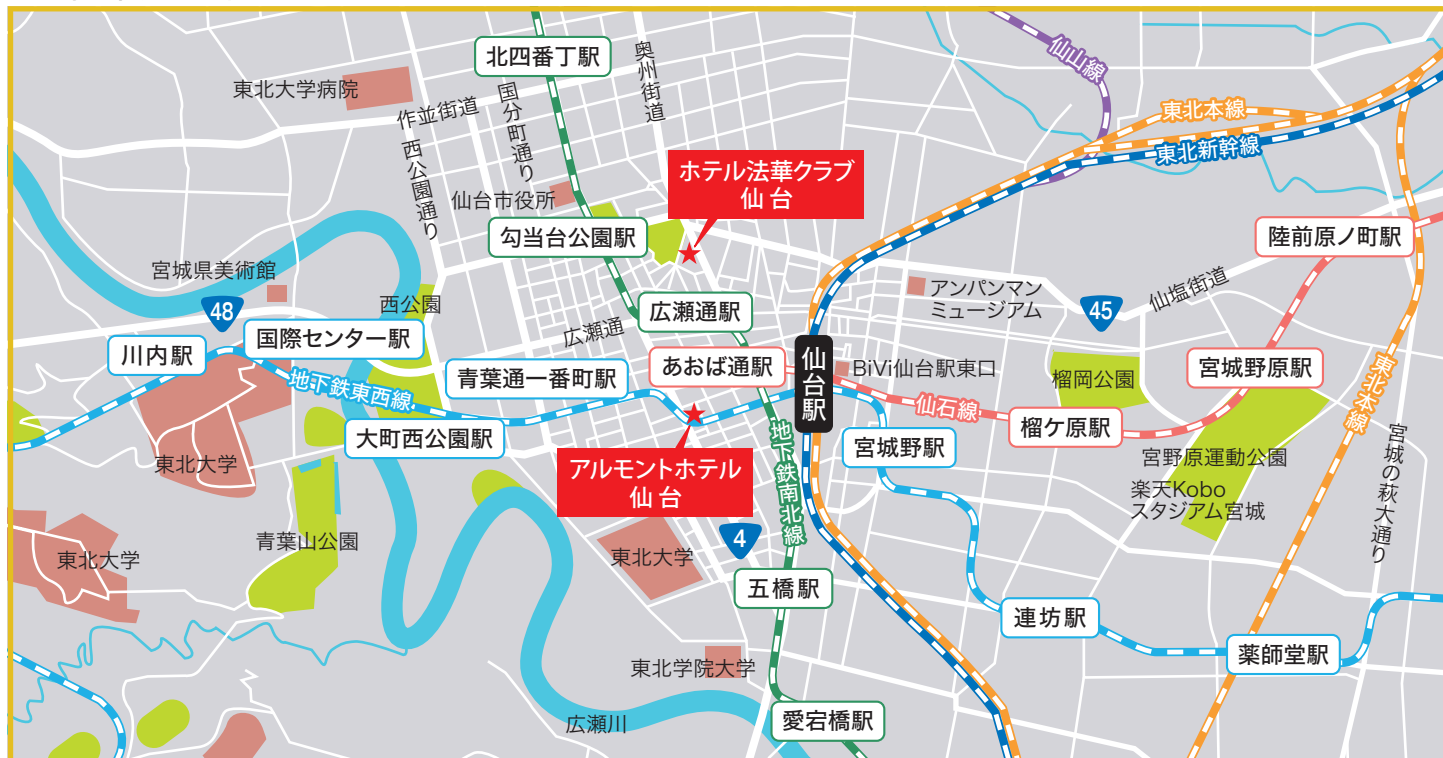 北四番丁駅
奥州街道
仙山線
東北大学病院
作並街道
国分町通り
西公園通り
東北本線
東北新幹線
ホテル法華クラブ
仙台
仙台市役所
勾当台公園駅
陸前原ノ町駅
宮城県美術館
アンパンマン
ミュージアム
仙塩街道
48
西公園
広瀬通
広瀬通駅
45
国際センター駅
川内駅
あおば通駅
仙台駅
BiVi仙台駅東口
宮城野原駅
青葉通一番町駅
地下鉄東西線
榴岡公園
仙石線
東北本線
大町西公園駅
榴ケ原駅
宮城野駅
地下鉄南北線
宮城の萩大通り
東北大学
アルモントホテル
仙台
宮野原運動公園
楽天Kobo
スタジアム宮城
青葉山公園
4
東北大学
東北大学
五橋駅
連坊駅
薬師堂駅
東北学院大学
広瀬川
愛宕橋駅